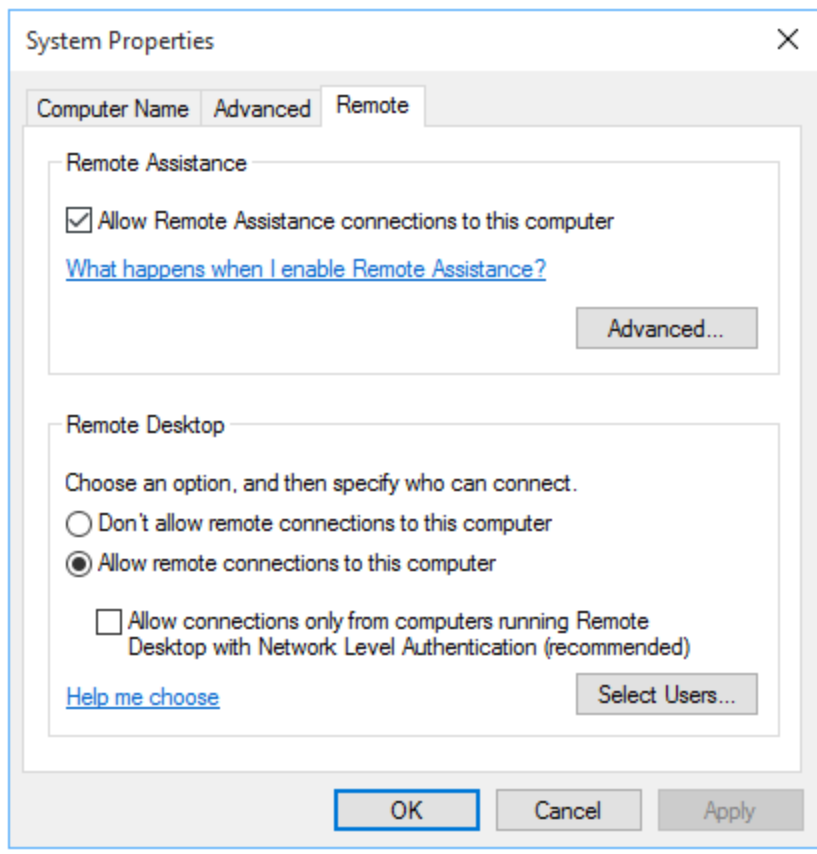 System Properties
Computer Name
Advanced
Remote
Remote Assistance
Allow Remote Assistance connections to this computer
What happens when I enable Remote Assistance?
Advanced...
Remote Desktop
Choose an option, and then specify who can connect.
Don't allow remote connections to this computer
Allow remote connections to this computer
Allow connections only from computers running Remote
Desktop with Network Level Authentication (recommended)
Help me choose
Select Users...
OK
Cancel
Apply